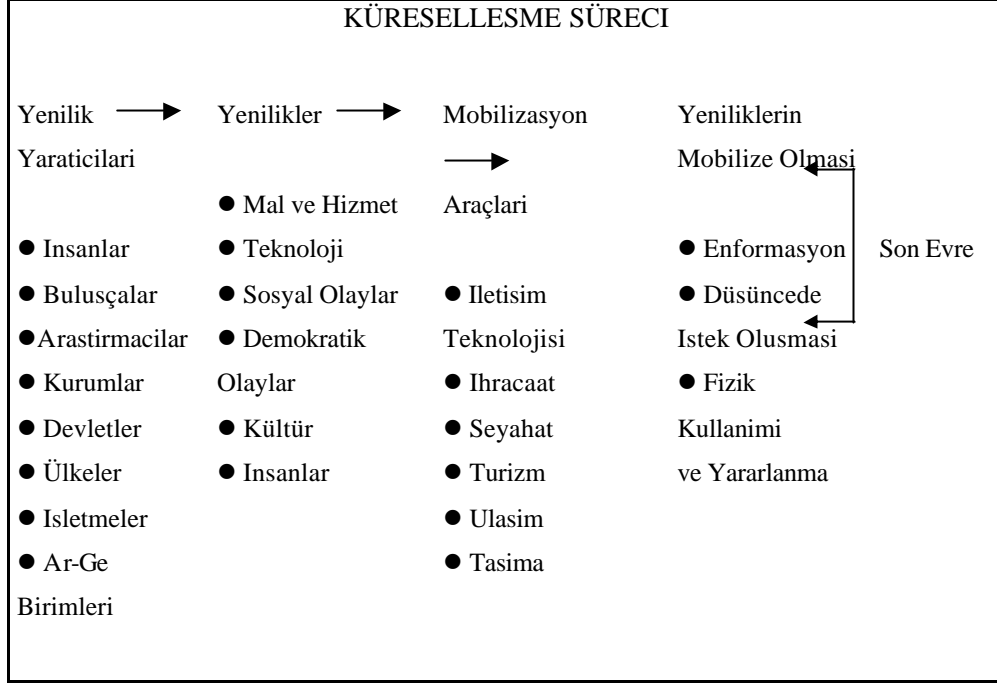 KÜRESELLESME SÜRECI
Yenilik Yenilikler Mobilizasyon Yeniliklerin
Yaraticilari Mobilize Olmasi
● Mal ve Hizmet Araçlari
● Insanlar ● Teknoloji ● Enformasyon Son Evre
● Bulusçalar ● Sosyal Olaylar ● Iletisim ● Düsüncede
●Arastirmacilar ● Demokratik Teknolojisi Istek Olusmasi
● Kurumlar Olaylar ● Ihracaat ● Fizik
● Devletler ● Kültür ● Seyahat Kullanimi
● Ülkeler ● Insanlar ● Turizm ve Yararlanma
● Isletmeler ● Ulasim
● Ar-Ge ● Tasima
Birimleri